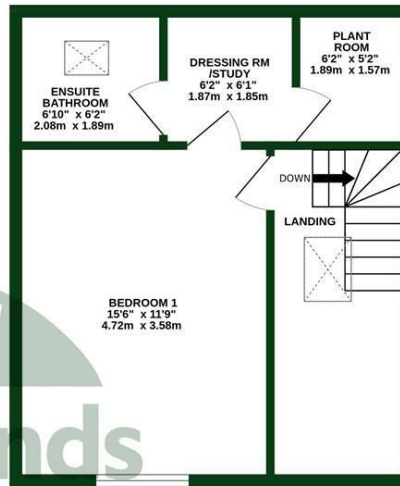 ENSUITE
BATHROOM
6'10" x 6'2"
2.08m x 1.89m
DRESSING RM
/STUDY
6'2" x 6'1"
1.87m x 1.85m
PLANT
ROOM
6'2" x 5'2"
1.89m x 1.57m
DOWN
LANDING
BEDROOM 1
15'6" x 11'9"
4.72m x 3.58m
nds